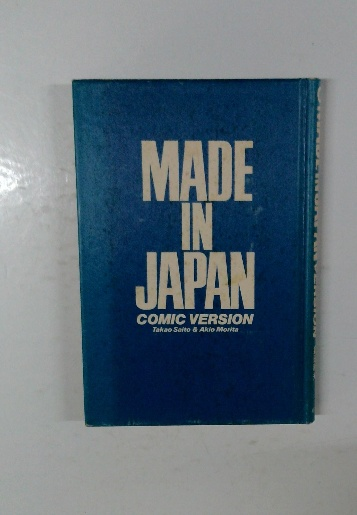 MADE
IN
JAPAN
COMIC VERSION
Takao Saito & Akio Morita